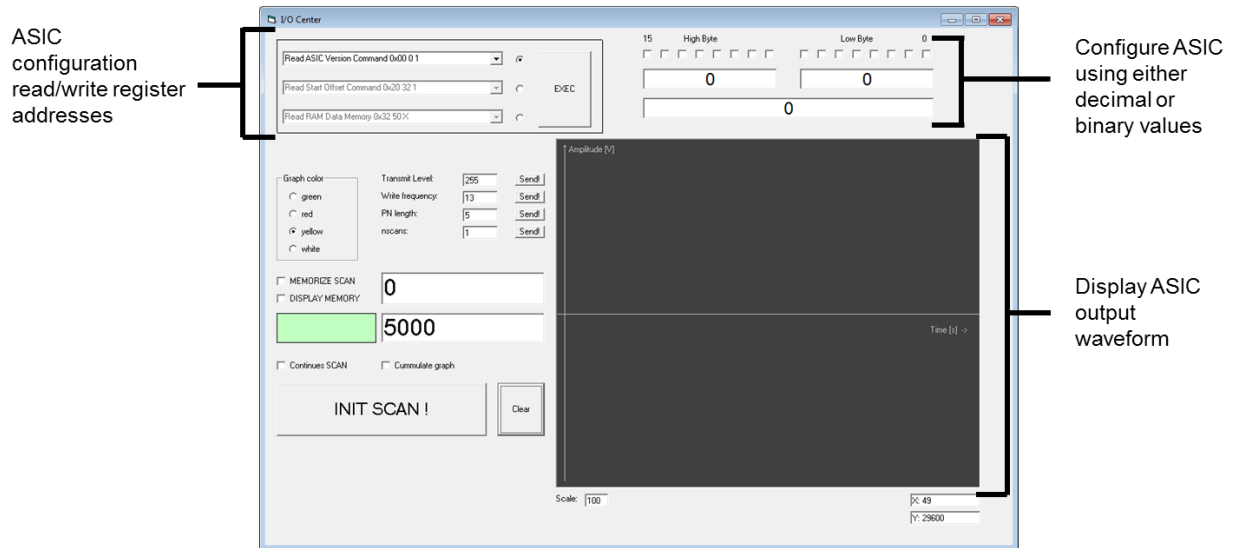 I/O Center
ASIC
configuration
read/write register
addresses
Read ASIC Version Command 0x00 0 1
Read Start Offset Command 0x20 32 1
Read RAM Data Memory 0x32 50 X
EXEC
15 High Byte Low Byte 0
0 0
0
Configure ASIC
using either
decimal or
binary values
↑ Amplitude [V]
Graph color
green
red
yellow
white
Transmit Level: 255 Send!
Write frequency: 13 Send!
PN length: 5 Send!
nscans: 1 Send!
MEMORIZE SCAN
DISPLAY MEMORY
0
5000
Continues SCAN Cummulate graph
INIT SCAN !
Clear
Time [s] ->
Display ASIC
output
waveform
Scale: 100
X: 49
Y: 29600